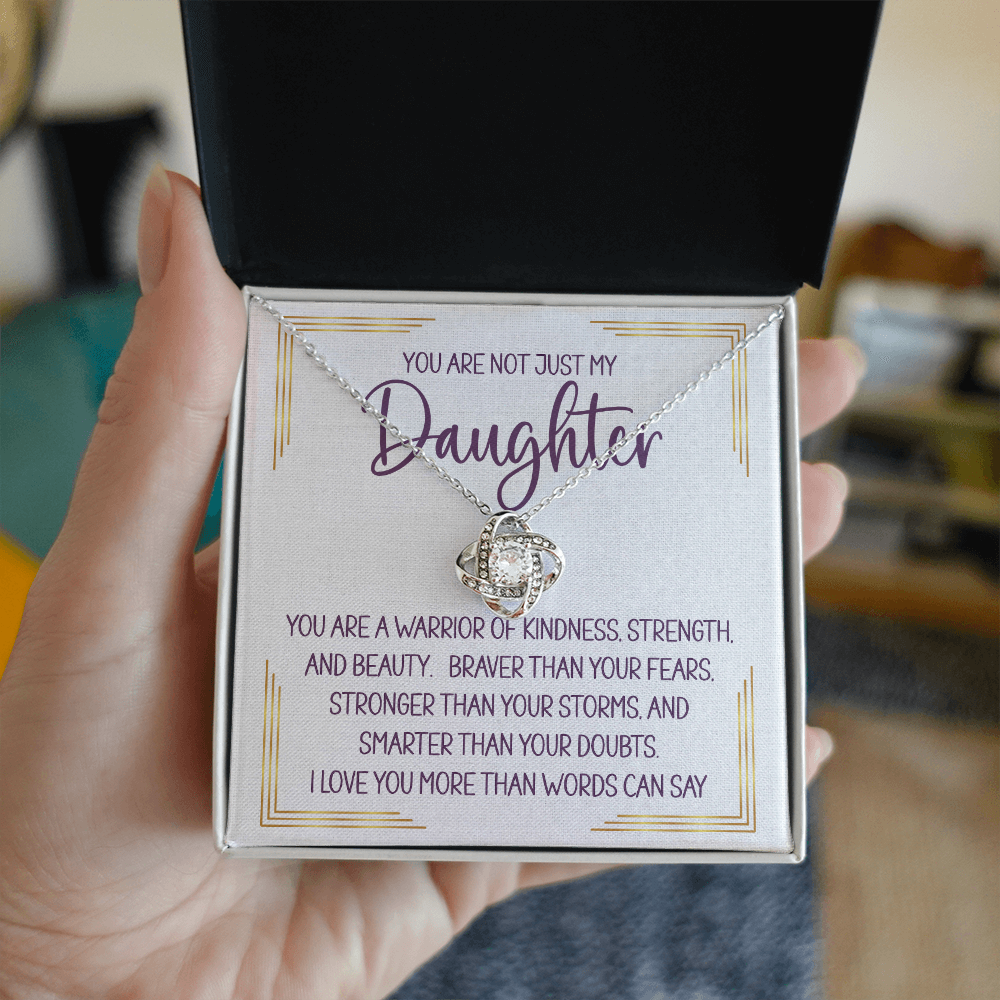 YOU ARE NOT JUST MY
Daughter
YOU ARE A WARRIOR OF KINDNESS, STRENGTH,
AND BEAUTY. BRAVER THAN YOUR FEARS,
STRONGER THAN YOUR STORMS, AND
SMARTER THAN YOUR DOUBTS.
I LOVE YOU MORE THAN WORDS CAN SAY